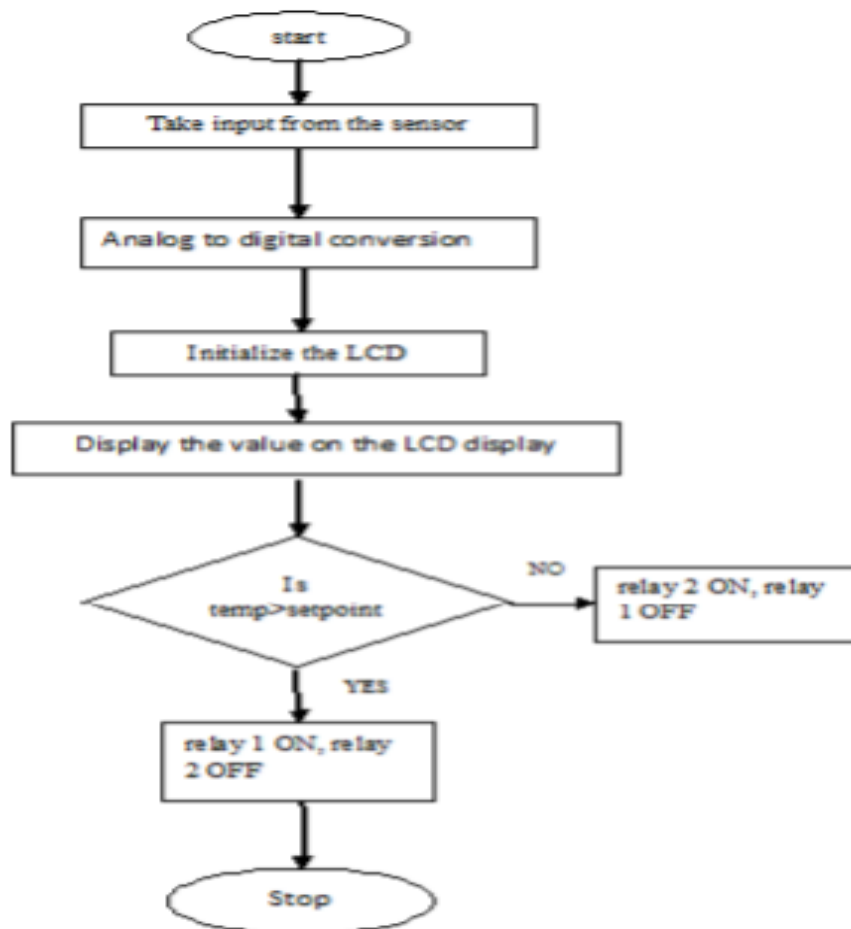 start
Take input from the sensor
Analog to digital conversion
Initialize the LCD
Display the value on the LCD display
Is
temp>setpoint
NO
relay 2 ON, relay
1 OFF
YES
relay 1 ON, relay
2 OFF
Stop